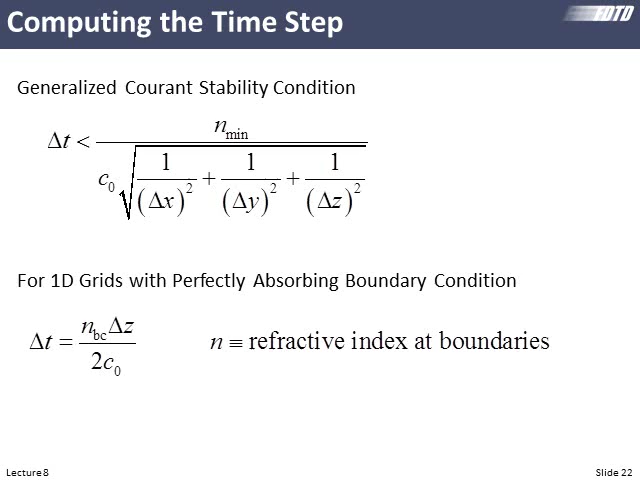 Computing the Time Step
FDTD
Generalized Courant Stability Condition
Δt < n_min / (c₀ √(1/(Δx)² + 1/(Δy)² + 1/(Δz)²))
For 1D Grids with Perfectly Absorbing Boundary Condition
Δt = n_bc Δz / 2c₀
n ≡ refractive index at boundaries
Lecture 8
Slide 22